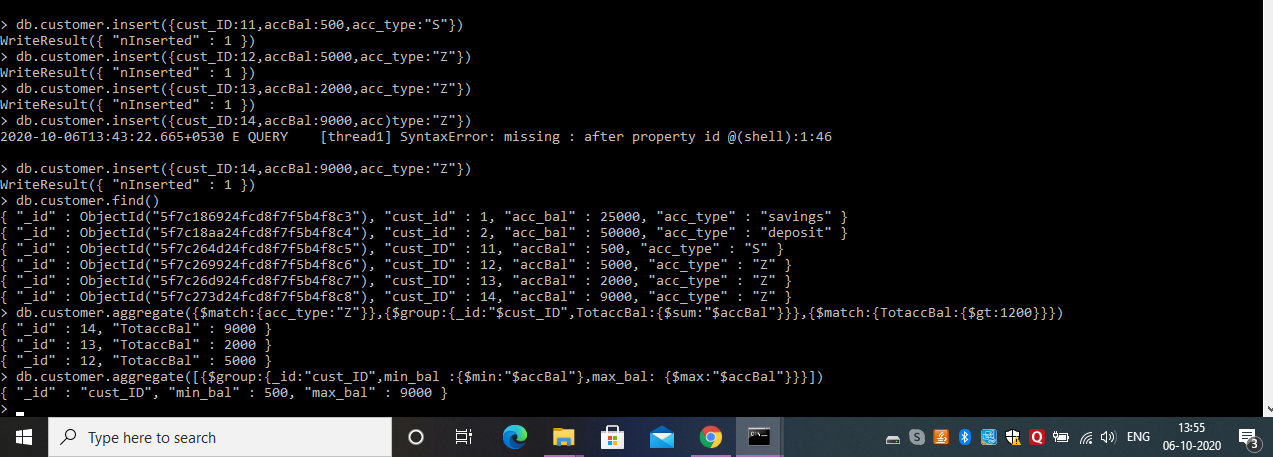 > db.customer.insert({cust_ID:11,accBal:500,acc_type:"S"})
WriteResult({ "nInserted" : 1 })
> db.customer.insert({cust_ID:12,accBal:5000,acc_type:"Z"})
WriteResult({ "nInserted" : 1 })
> db.customer.insert({cust_ID:13,accBal:2000,acc_type:"Z"})
WriteResult({ "nInserted" : 1 })
> db.customer.insert({cust_ID:14,accBal:9000,acc)type:"Z"})
2020-10-06T13:43:22.665+0530 E QUERY    [thread1] SyntaxError: missing : after property id @(shell):1:46
> db.customer.insert({cust_ID:14,accBal:9000,acc_type:"Z"})
WriteResult({ "nInserted" : 1 })
> db.customer.find()
{ "_id" : ObjectId("5f7c186924fcd8f7f5b4f8c3"), "cust_id" : 1, "acc_bal" : 25000, "acc_type" : "savings" }
{ "_id" : ObjectId("5f7c18aa24fcd8f7f5b4f8c4"), "cust_id" : 2, "acc_bal" : 50000, "acc_type" : "deposit" }
{ "_id" : ObjectId("5f7c264d24fcd8f7f5b4f8c5"), "cust_ID" : 11, "accBal" : 500, "acc_type" : "S" }
{ "_id" : ObjectId("5f7c269924fcd8f7f5b4f8c6"), "cust_ID" : 12, "accBal" : 5000, "acc_type" : "Z" }
{ "_id" : ObjectId("5f7c26d924fcd8f7f5b4f8c7"), "cust_ID" : 13, "accBal" : 2000, "acc_type" : "Z" }
{ "_id" : ObjectId("5f7c273d24fcd8f7f5b4f8c8"), "cust_ID" : 14, "accBal" : 9000, "acc_type" : "Z" }
> db.customer.aggregate({$match:{acc_type:"Z"}},{$group:{_id:"$cust_ID",TotaccBal:{$sum:"$accBal"}}},{$match:{TotaccBal:{$gt:1200}}})
{ "_id" : 14, "TotaccBal" : 9000 }
{ "_id" : 13, "TotaccBal" : 2000 }
{ "_id" : 12, "TotaccBal" : 5000 }
> db.customer.aggregate([{$group:{_id:"cust_ID",min_bal :{$min:"$accBal"},max_bal: {$max:"$accBal"}}}])
{ "_id" : "cust_ID", "min_bal" : 500, "max_bal" : 9000 }
>
Type here to search
ENG
13:55
06-10-2020
3